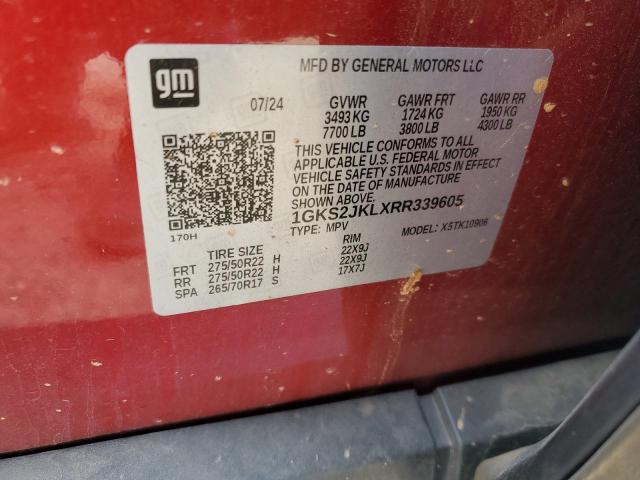 gm
MFD BY GENERAL MOTORS LLC
07/24 GVWR GAWR FRT GAWR RR
3493 KG 1724 KG 1950 KG
7700 LB 3800 LB 4300 LB
THIS VEHICLE CONFORMS TO ALL
APPLICABLE U.S. FEDERAL MOTOR
VEHICLE SAFETY STANDARDS IN EFFECT
ON THE DATE OF MANUFACTURE
SHOWN ABOVE.
1GKS2JKLXRR339605
170H TYPE: MPV MODEL: X5TK10906
TIRE SIZE RIM
FRT 275/50R22 H 22X9J
RR 275/50R22 H 22X9J
SPA 265/70R17 S 17X7J